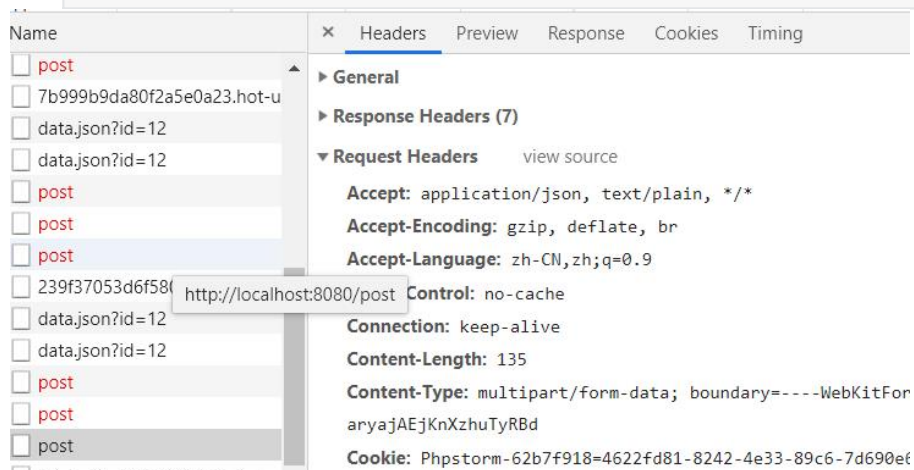 Name
post
7b999b9da80f2a5e0a23.hot-u
data.json?id=12
data.json?id=12
post
post
post
239f37053d6f580
data.json?id=12
data.json?id=12
post
post
post
× Headers Preview Response Cookies Timing
General
Response Headers (7)
Request Headers view source
Accept: application/json, text/plain, */*
Accept-Encoding: gzip, deflate, br
Accept-Language: zh-CN,zh;q=0.9
http://localhost:8080/post
Control: no-cache
Connection: keep-alive
Content-Length: 135
Content-Type: multipart/form-data; boundary=----WebKitFor
aryajAEjKnXzhuTyRBd
Cookie: Phpstorm-62b7f918=4622fd81-8242-4e33-89c6-7d690e6